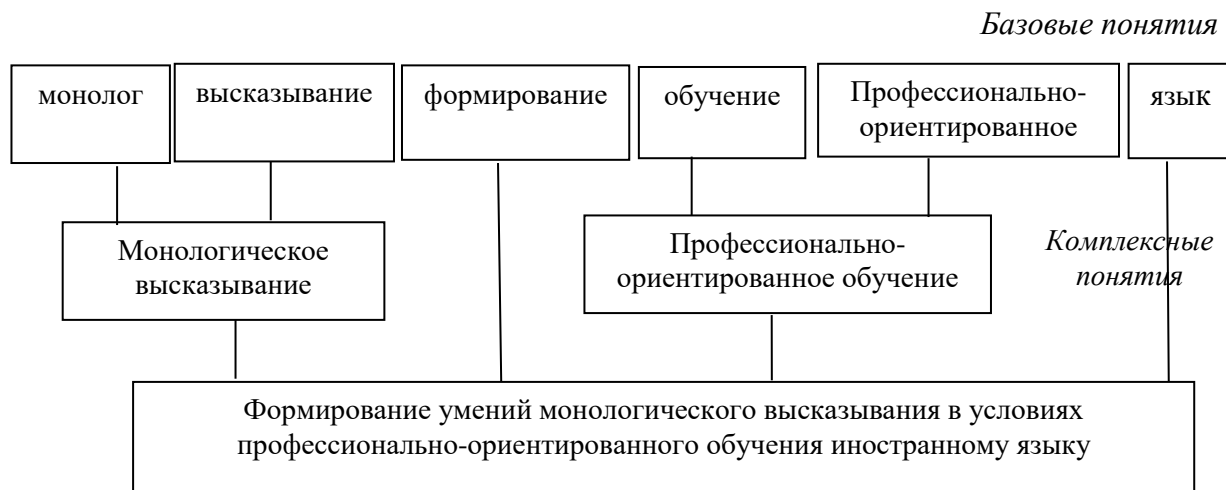 Базовые понятия
монолог
высказывание
формирование
обучение
Профессионально-
ориентированное
язык
Монологическое
высказывание
Профессионально-
ориентированное обучение
Комплексные
понятия
Формирование умений монологического высказывания в условиях
профессионально-ориентированного обучения иностранному языку